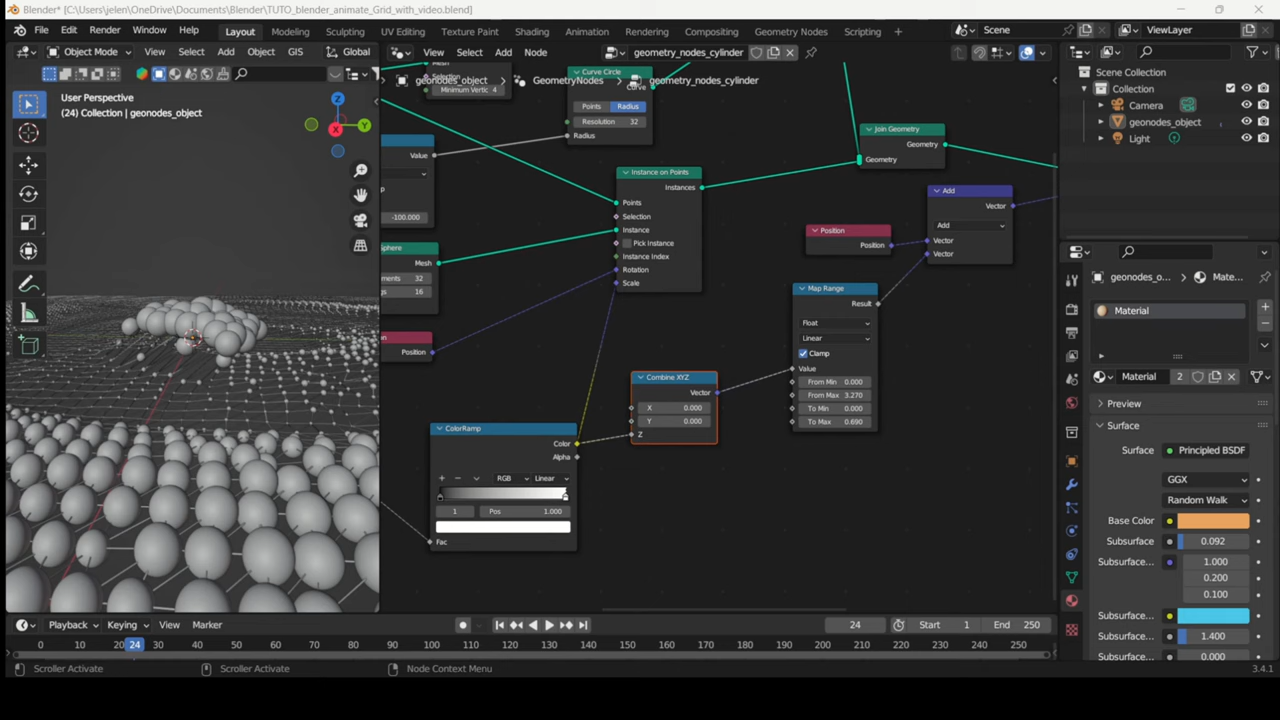 Blender* [C:\Users\jelen\OneDrive\Documents\Blender\TUTO_blender_animate_Grid_with_video.blend]
File Edit Render Window Help Layout Modeling Sculpting UV Editing Texture Paint Shading Animation Rendering Compositing Geometry Nodes Scripting + Scene ViewLayer
Object Mode View Select Add Object GIS Global View Select Add Node geometry_nodes_cylinder
User Perspective
(24) Collection | geonodes_object
X
Y
Z
geonodes_object GeometryNodes geometry_nodes_cylinder
Selection
Minimum Vertic 4
Curve Circle
Curve
Points Radius
Resolution 32
Radius
Value
-100.000
Sphere
Mesh
32
16
Position
Instance on Points
Instances
Points
Selection
Instance
Pick Instance
Instance Index
Rotation
Scale
Join Geometry
Geometry
Geometry
Add
Vector
Add
Vector
Vector
Position
Position
Map Range
Result
Float
Linear
Clamp
Value
From Min 0.000
From Max 3.270
To Min 0.000
To Max 0.690
Combine XYZ
Vector
X 0.000
Y 0.000
Z
ColorRamp
Color
Alpha
RGB Linear
1 Pos 1.000
Fac
Scene Collection
Collection
Camera
geonodes_object
Light
geonodes_o... Mate...
Material
Material 2
Preview
Surface
Surface Principled BSDF
GGX
Random Walk
Base Color
Subsurface 0.092
Subsurface... 1.000
0.200
0.100
Subsurface...
Subsurface... 1.400
Subsurface... 0.000
Playback Keying View Marker 24 Start 1 End 250
0 10 20 24 30 40 50 60 70 80 90 100 110 120 130 140 150 160 170 180 190 200 210 220 230 240 250
Scroller Activate Scroller Activate Node Context Menu 3.4.1